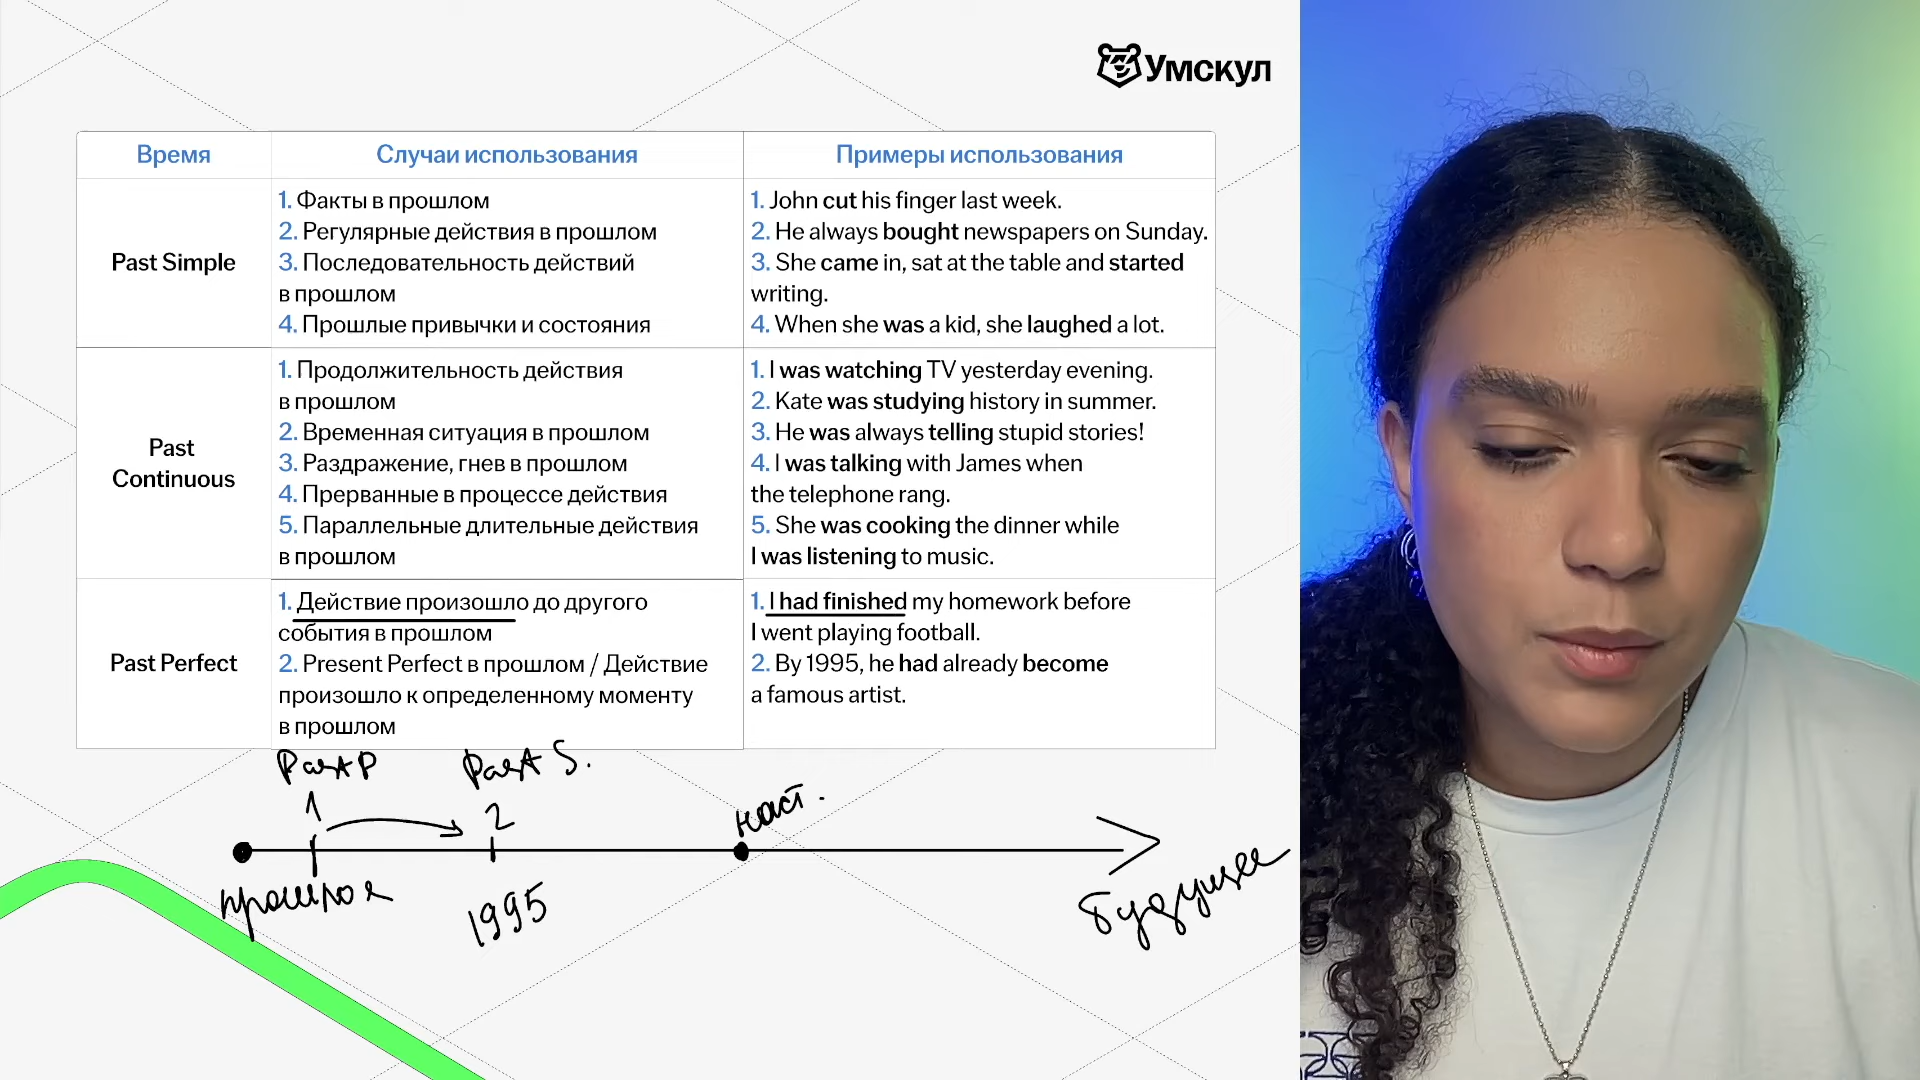 Умскул
Время
Случаи использования
Примеры использования
Past Simple
1. Факты в прошлом
2. Регулярные действия в прошлом
3. Последовательность действий
в прошлом
4. Прошлые привычки и состояния
1. John cut his finger last week.
2. He always bought newspapers on Sunday.
3. She came in, sat at the table and started
writing.
4. When she was a kid, she laughed a lot.
Past
Continuous
1. Продолжительность действия
в прошлом
2. Временная ситуация в прошлом
3. Раздражение, гнев в прошлом
4. Прерванные в процессе действия
5. Параллельные длительные действия
в прошлом
1. I was watching TV yesterday evening.
2. Kate was studying history in summer.
3. He was always telling stupid stories!
4. I was talking with James when
the telephone rang.
5. She was cooking the dinner while
I was listening to music.
Past Perfect
1. Действие произошло до другого
события в прошлом
2. Present Perfect в прошлом / Действие
произошло к определенному моменту
в прошлом
1. I had finished my homework before
I went playing football.
2. By 1995, he had already become
a famous artist.
Past P
Past S.
1
2
наст.
1995
будущее